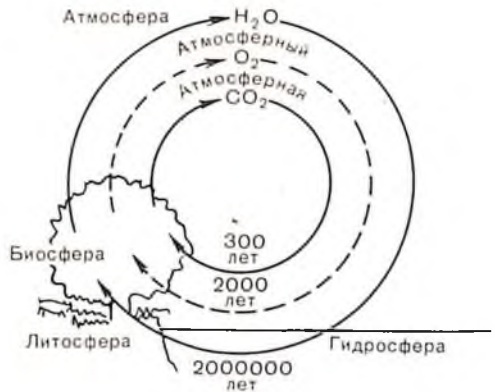 Атмосфера
H₂O
Атмосферный
O₂
Атмосферная
CO₂
300
лет
Биосфера
2000
лет
Литосфера
Гидросфера
2000000
лет